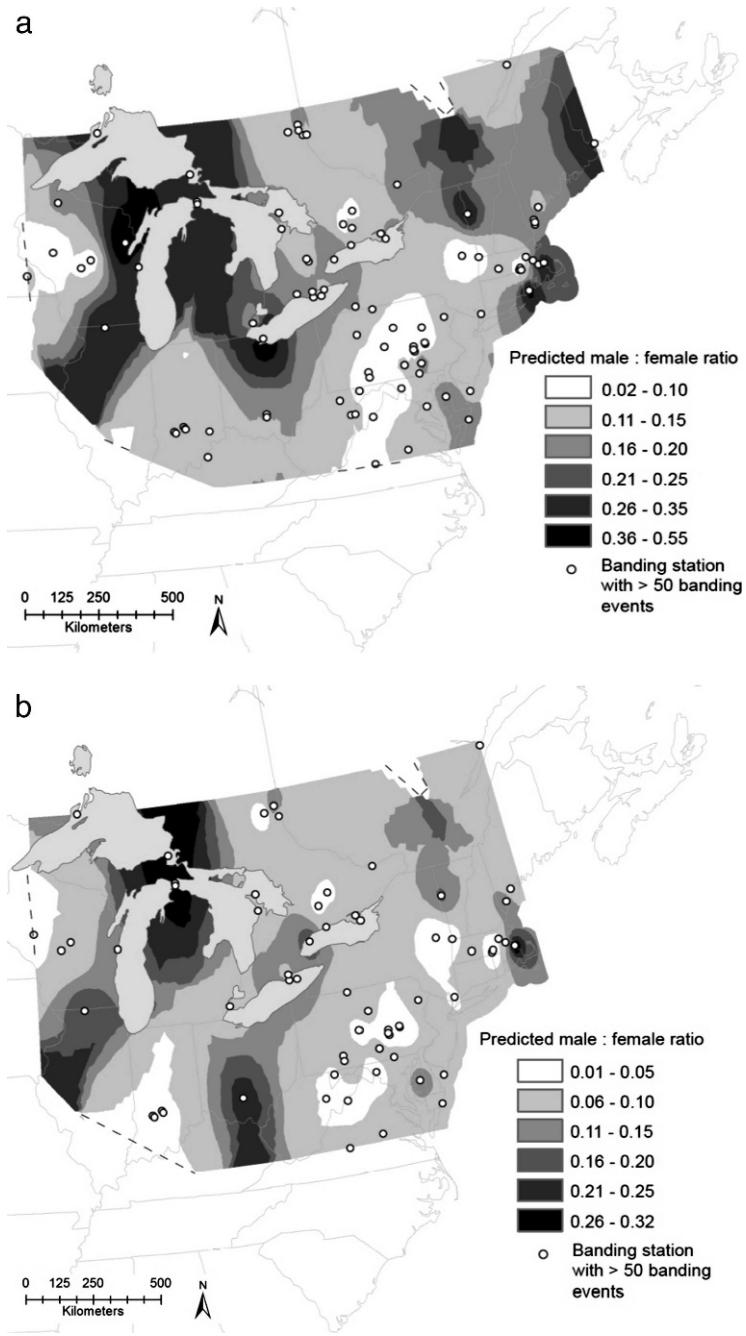 a
Predicted male : female ratio
0.02 - 0.10
0.11 - 0.15
0.16 - 0.20
0.21 - 0.25
0.26 - 0.35
0.36 - 0.55
Banding station
with > 50 banding
events
0 125 250 500
Kilometers
N
b
Predicted male : female ratio
0.01 - 0.05
0.06 - 0.10
0.11 - 0.15
0.16 - 0.20
0.21 - 0.25
0.26 - 0.32
Banding station
with > 50 banding
events
0 125 250 500
Kilometers
N